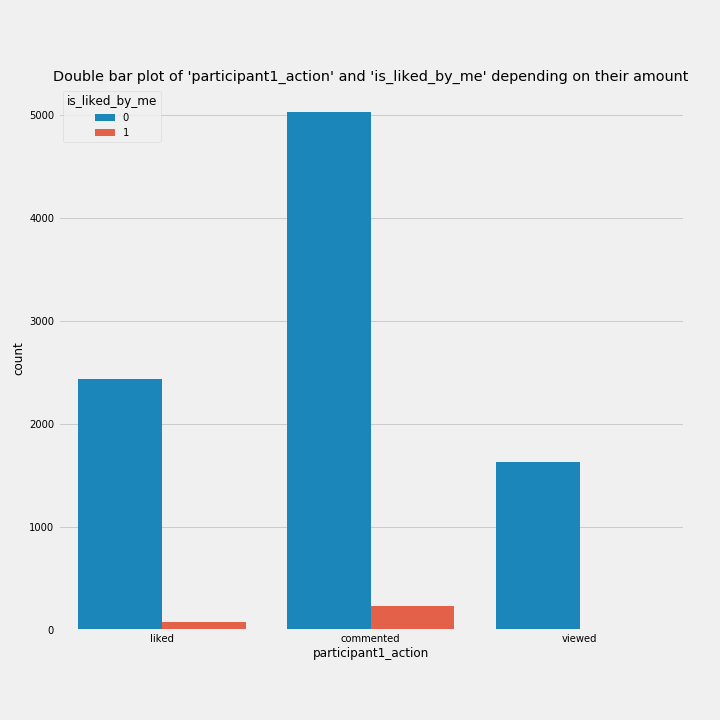 Double bar plot of 'participant1_action' and 'is_liked_by_me' depending on their amount
is_liked_by_me
0
1
5000
4000
3000
2000
1000
0
count
liked commented viewed
participant1_action